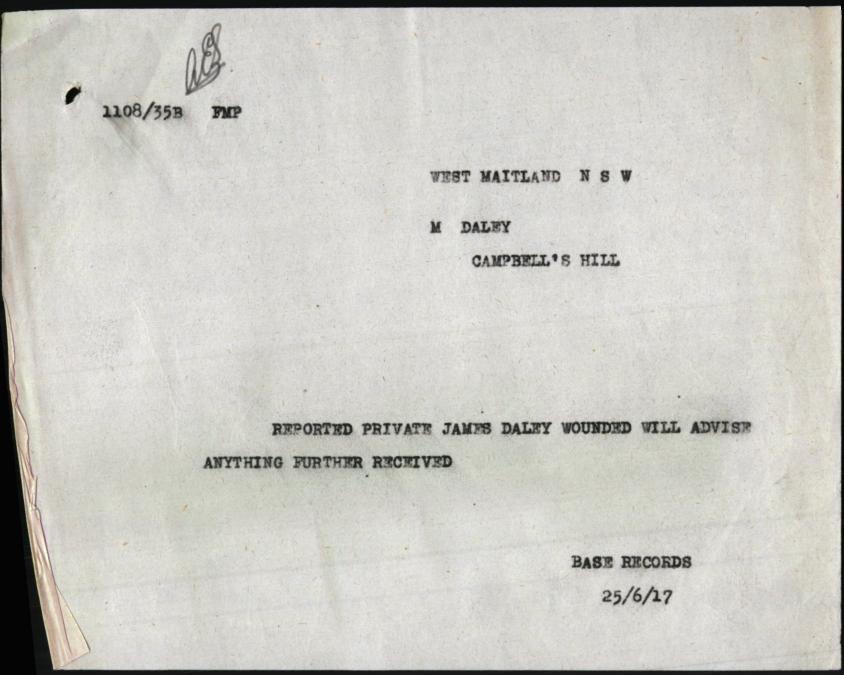 1108/35B FMP
WEST MAITLAND N S W
M DALEY
CAMPBELL'S HILL
REPORTED PRIVATE JAMES DALEY WOUNDED WILL ADVISE
ANYTHING FURTHER RECEIVED
BASE RECORDS
25/6/17